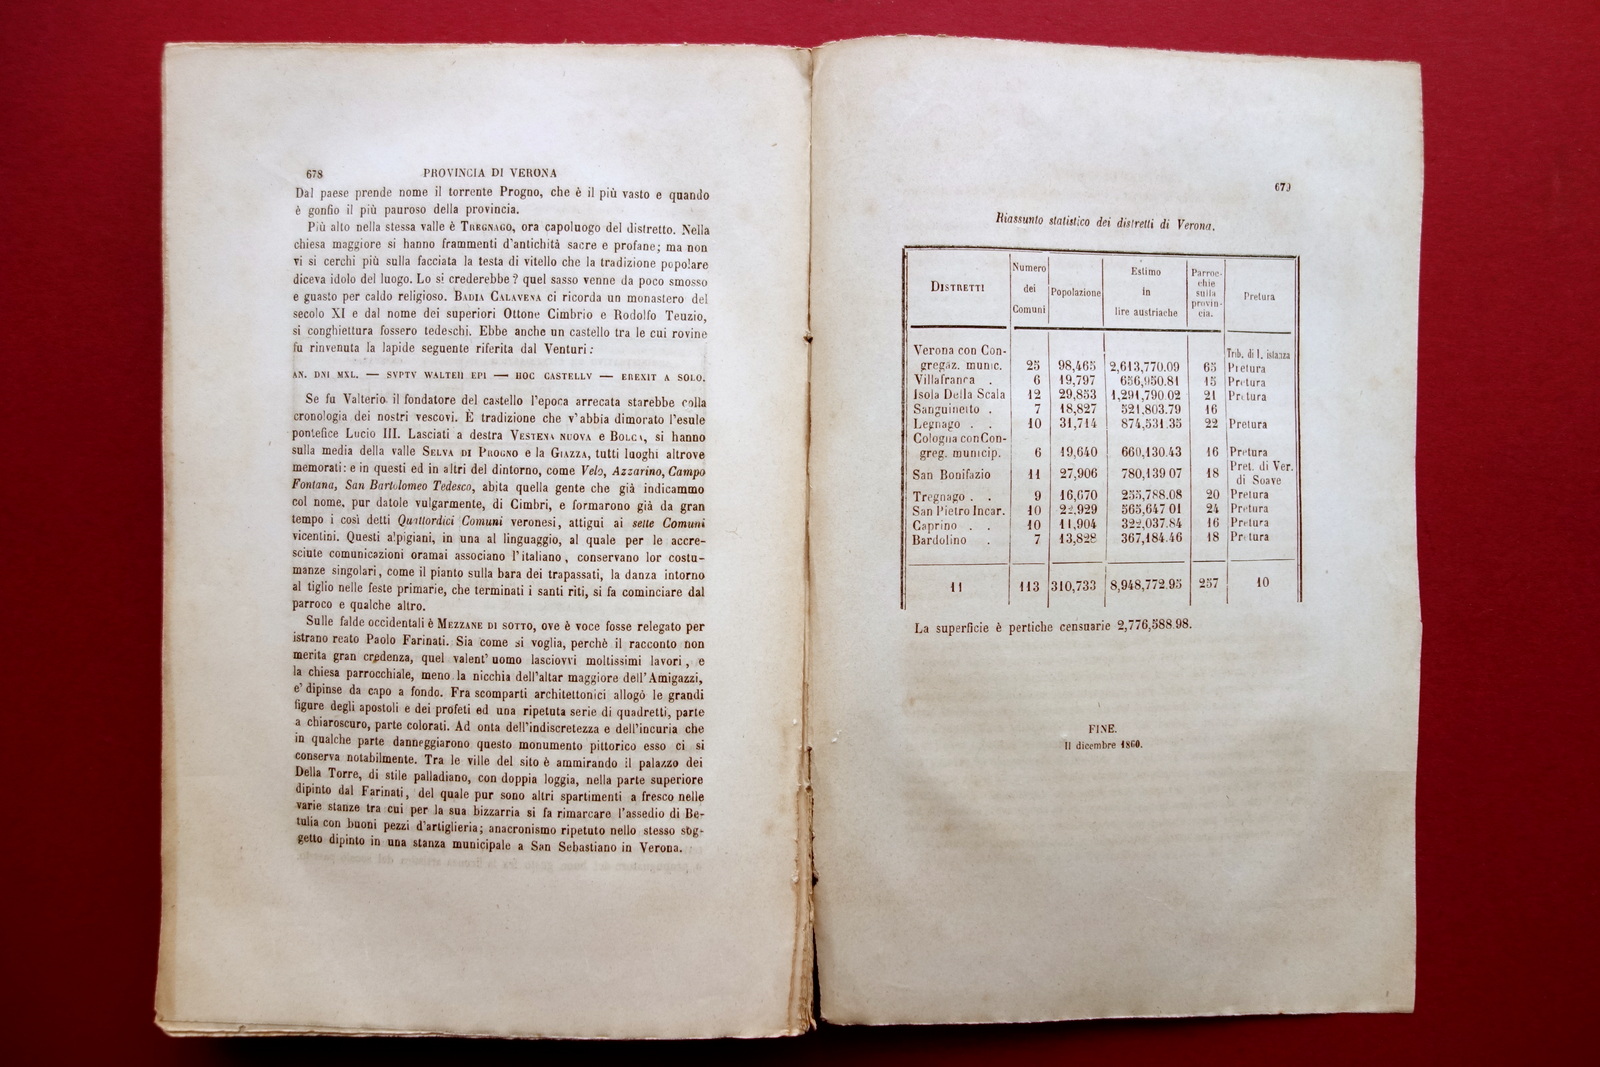 678 PROVINCIA DI VERONA
Dal paese prende nome il torrente Progno, che è il più vasto e quando
è gonfio il più pauroso della provincia.
Più alto nella stessa valle è TREGNAGO, ora capoluogo del distretto. Nella
chiesa maggiore si hanno frammenti d'antichità sacre e profane; ma non
vi si cerchi più sulla facciata la testa di vitello che la tradizione popolare
diceva idolo del luogo. Lo si crederebbe? quel sasso venne da poco smosso
e guasto per caldo religioso. BADIA CALAVENA ci ricorda un monastero del
secolo XI e dal nome dei superiori Ottone Cimbrio e Rodolfo Teuzio,
si conghiettura fossero tedeschi. Ebbe anche un castello tra le cui rovine
fu rinvenuta la lapide seguente riferita dal Venturi:
AN. DNI MXL. — SVPTV WALTEII EPI — HOC CASTELLV — EREXIT A SOLO.
Se fu Valterio il fondatore del castello l'epoca arrecata starebbe colla
cronologia dei nostri vescovi. È tradizione che v'abbia dimorato l'esule
pontefice Lucio III. Lasciati a destra VESTENA NUOVA e BOLCA, si hanno
sulla media della valle SELVA DI PROGNO e la GIAZZA, tutti luoghi altrove
memorati: e in questi ed in altri del dintorno, come Velo, Azzarino, Campo
Fontana, San Bartolomeo Tedesco, abita quella gente che già indicammo
col nome, pur datole vulgarmente, di Cimbri, e formarono già da gran
tempo i così detti Quattordici Comuni veronesi, attigui ai sette Comuni
vicentini. Questi alpigiani, in una al linguaggio, al quale per le accre-
sciute comunicazioni oramai associano l'italiano, conservano lor costu-
manze singolari, come il pianto sulla bara dei trapassati, la danza intorno
al tiglio nelle feste primarie, che terminati i santi riti, si fa cominciare dal
parroco e qualche altro.
Sulle falde occidentali è MEZZANE DI SOTTO, ove è voce fosse relegato per
istrano reato Paolo Farinati. Sia come si voglia, perchè il racconto non
merita gran credenza, quel valent'uomo lasciovvi moltissimi lavori, e
la chiesa parrocchiale, meno la nicchia dell'altar maggiore dell'Amigazzi,
e' dipinse da capo a fondo. Fra scomparti architettonici allogò le grandi
figure degli apostoli e dei profeti ed una ripetuta serie di quadretti, parte
a chiaroscuro, parte colorati. Ad onta dell'indiscretezza e dell'incuria che
in qualche parte danneggiarono questo monumento pittorico esso ci si
conserva notabilmente. Tra le ville del sito è ammirando il palazzo dei
Della Torre, di stile palladiano, con doppia loggia, nella parte superiore
dipinto dal Farinati, del quale pur sono altri spartimenti a fresco nelle
varie stanze tra cui per la sua bizzarria si fa rimarcare l'assedio di Be-
tulia con buoni pezzi d'artiglieria; anacronismo ripetuto nello stesso sog-
getto dipinto in una stanza municipale a San Sebastiano in Verona.
679
Riassunto statistico dei distretti di Verona.
DISTRETTI Numero dei Comuni Popolazione Estimo in lire austriache Parroc-chie sulla provin-cia. Pretura
Verona con Con- Trib. di I. istanza
gregaz. munic. 25 98,465 2,613,770.09 65 Pretura
Villafranca . 6 19,797 656,950.81 15 Pretura
Isola Della Scala 12 29,853 1,291,790.02 21 Pretura
Sanguinetto . 7 18,827 521,803.79 16
Legnago . . 10 31,714 874,531.35 22 Pretura
Cologna con Con-
greg. municip. 6 19,640 660,130.43 16 Pretura
San Bonifazio 11 27,906 780,139 07 18 Pret. di Ver. di Soave
Tregnago . . 9 16,670 255,788.08 20 Pretura
San Pietro Incar. 10 22,929 565,647 01 24 Pretura
Caprino . . 10 11,904 322,037.84 16 Pretura
Bardolino . 7 13,828 367,184.46 18 Pretura
11 113 310,733 8,948,772.95 257 10
La superficie è pertiche censuarie 2,776,588.98.
FINE.
11 dicembre 1860.